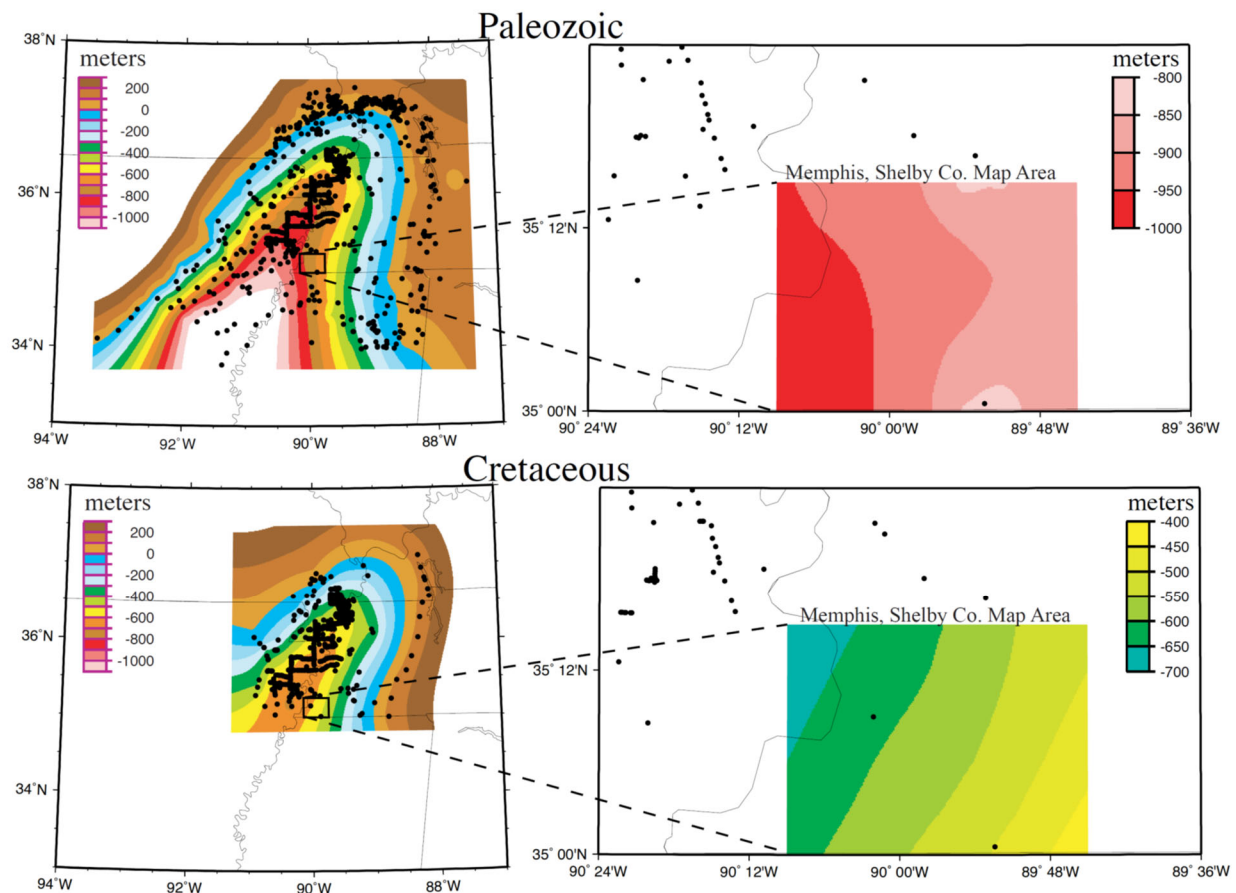 Paleozoic
38˚N
36˚N
34˚N
94˚W
92˚W
90˚W
88˚W
meters
200
0
-200
-400
-600
-800
-1000
Memphis, Shelby Co. Map Area
35˚ 12'N
35˚ 00'N
90˚ 24'W
90˚ 12'W
90˚ 00'W
89˚ 48'W
89˚ 36'W
meters
-800
-850
-900
-950
-1000
Cretaceous
38˚N
36˚N
34˚N
94˚W
92˚W
90˚W
88˚W
meters
200
0
-200
-400
-600
-800
-1000
Memphis, Shelby Co. Map Area
35˚ 12'N
35˚ 00'N
90˚ 24'W
90˚ 12'W
90˚ 00'W
89˚ 48'W
89˚ 36'W
meters
-400
-450
-500
-550
-600
-650
-700